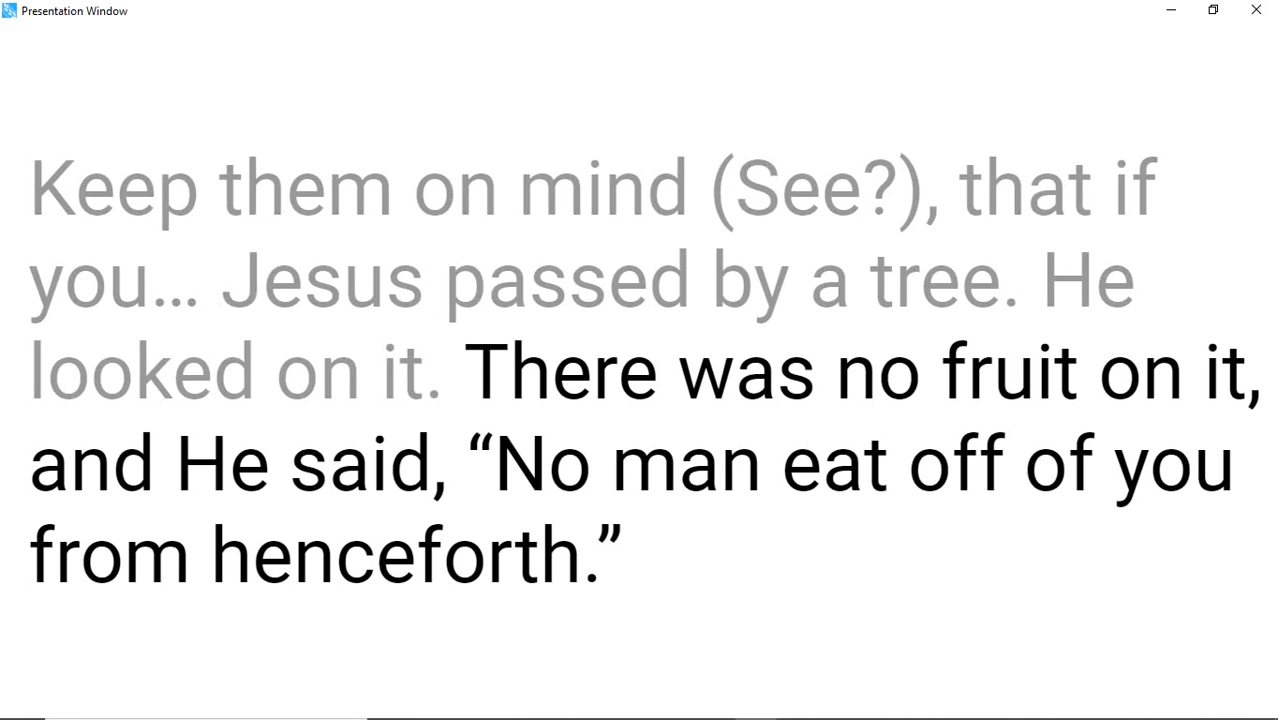 Presentation Window
Keep them on mind (See?), that if
you… Jesus passed by a tree. He
looked on it. There was no fruit on it,
and He said, “No man eat off of you
from henceforth.”